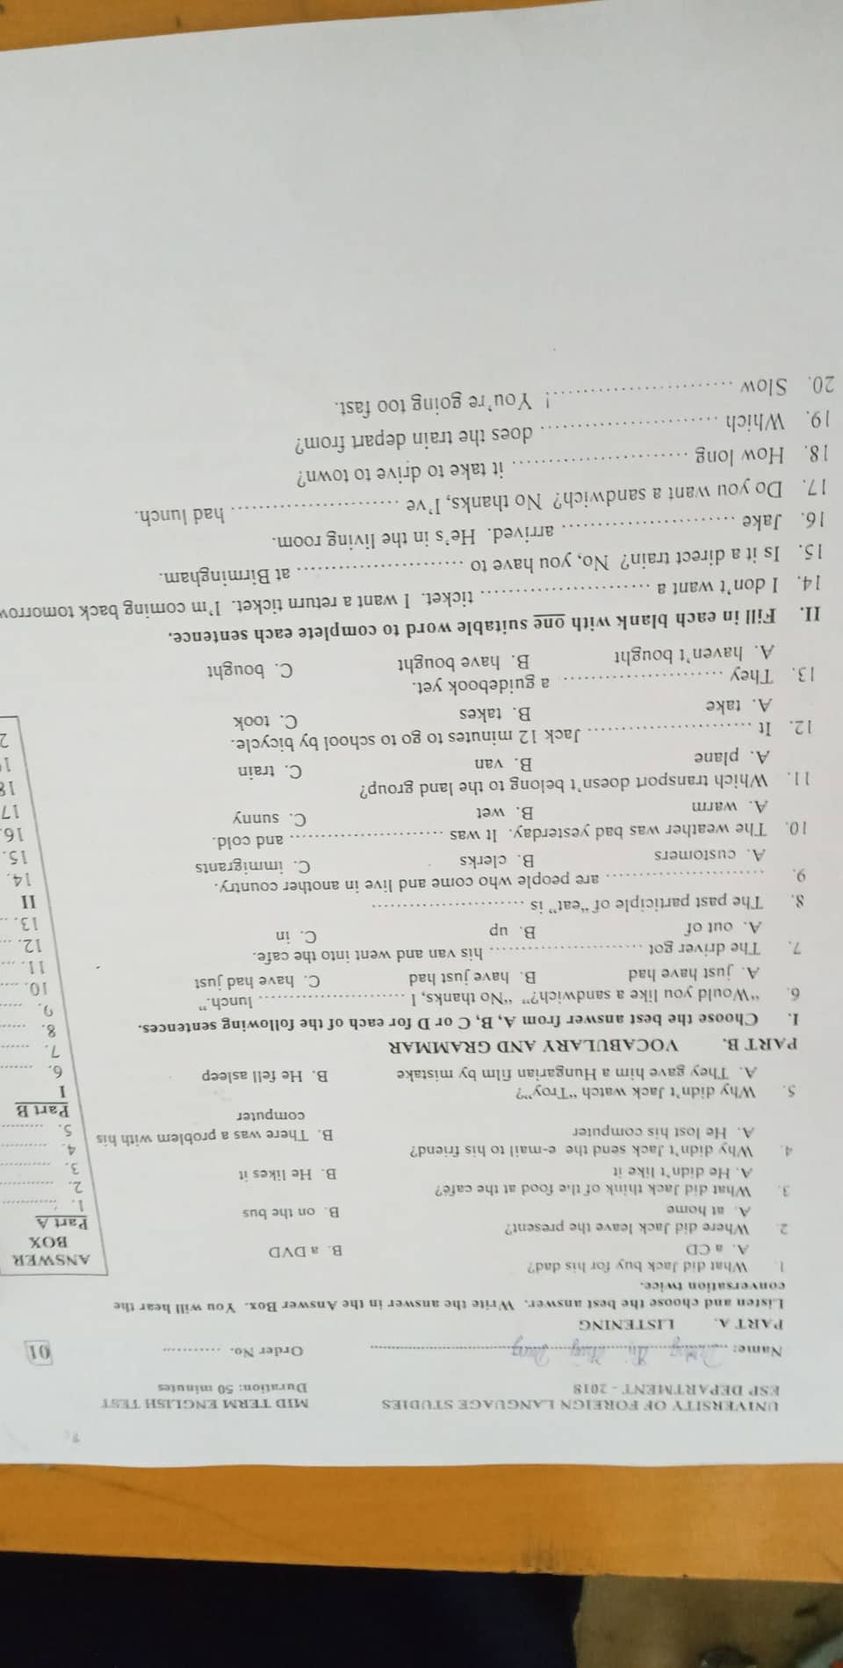 UNIVERSITY OF FOREIGN LANGUAGE STUDIES MID TERM ENGLISH TEST
ESP DEPARTMENT - 2018 Duration: 50 minutes
Name: Order No. ........... 01
PART A. LISTENING
Listen and choose the best answer. Write the answer in the Answer Box. You will hear the
conversation twice.
1 What did Jack buy for his dad?
A. a CD B. a DVD
2. Where did Jack leave the present?
A. at home B. on the bus
3. What did Jack think of the food at the café?
A. He didn't like it B. He likes it
4. Why didn't Jack send the e-mail to his friend?
A. He lost his computer B. There was a problem with his
computer
5. Why didn't Jack watch "Troy"?
A. They gave him a Hungarian film by mistake B. He fell asleep
PART B. VOCABULARY AND GRAMMAR
I. Choose the best answer from A, B, C or D for each of the following sentences.
6. "Would you like a sandwich?" "No thanks, I ........................ lunch."
A. just have had B. have just had C. have had just
7. The driver got ........................ his van and went into the cafe.
A. out of B. up C. in
8. The past participle of "eat" is ........................
9. ........................ are people who come and live in another country.
A. customers B. clerks C. immigrants
10. The weather was bad yesterday. It was ........................ and cold.
A. warm B. wet C. sunny
11. Which transport doesn't belong to the land group?
A. plane B. van C. train
12. It ........................ Jack 12 minutes to go to school by bicycle.
A. take B. takes C. took
13. They ........................ a guidebook yet.
A. haven't bought B. have bought C. bought
II. Fill in each blank with one suitable word to complete each sentence.
14. I don't want a ........................ ticket. I want a return ticket. I'm coming back tomorrow
15. Is it a direct train? No, you have to ........................ at Birmingham.
16. Jake ........................ arrived. He's in the living room.
17. Do you want a sandwich? No thanks, I've ........................ had lunch.
18. How long ........................ it take to drive to town?
19. Which ........................ does the train depart from?
20. Slow ........................! You're going too fast.
ANSWER
BOX
Part A
1. .........
2. .........
3. .........
4. .........
5. .........
Part B
I
6. .........
7. .........
8. .........
9. .........
10. ......
11. ....
12. ...
13. ...
II
14.
15.
16.
17
18
1
2